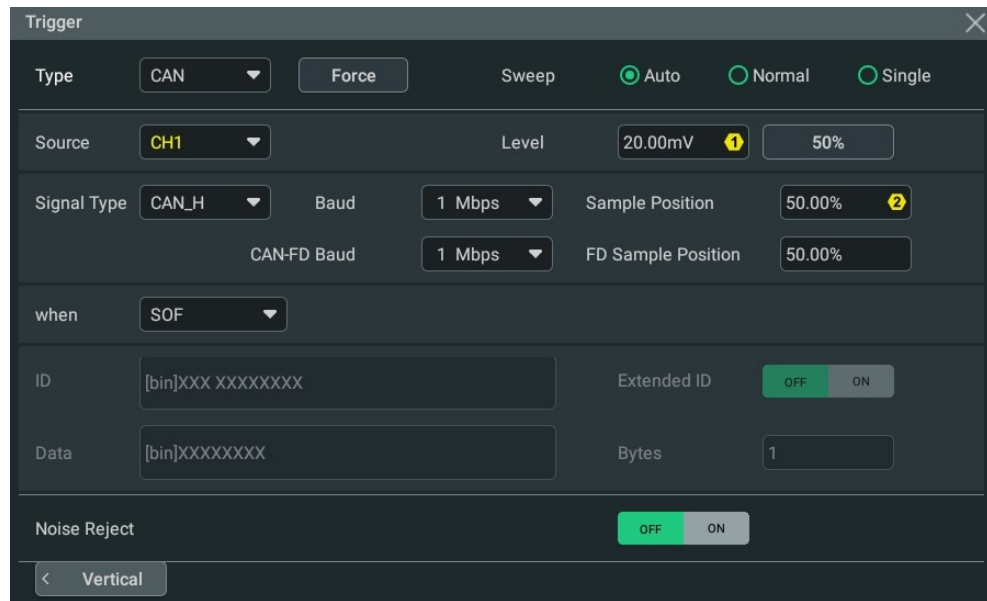 Trigger
Type CAN Force Sweep Auto Normal Single
Source CH1 Level 20.00mV 1 50%
Signal Type CAN_H Baud 1 Mbps Sample Position 50.00% 2
CAN-FD Baud 1 Mbps FD Sample Position 50.00%
when SOF
ID [bin]XXX XXXXXXXX Extended ID OFF ON
Data [bin]XXXXXXXX Bytes 1
Noise Reject OFF ON
< Vertical